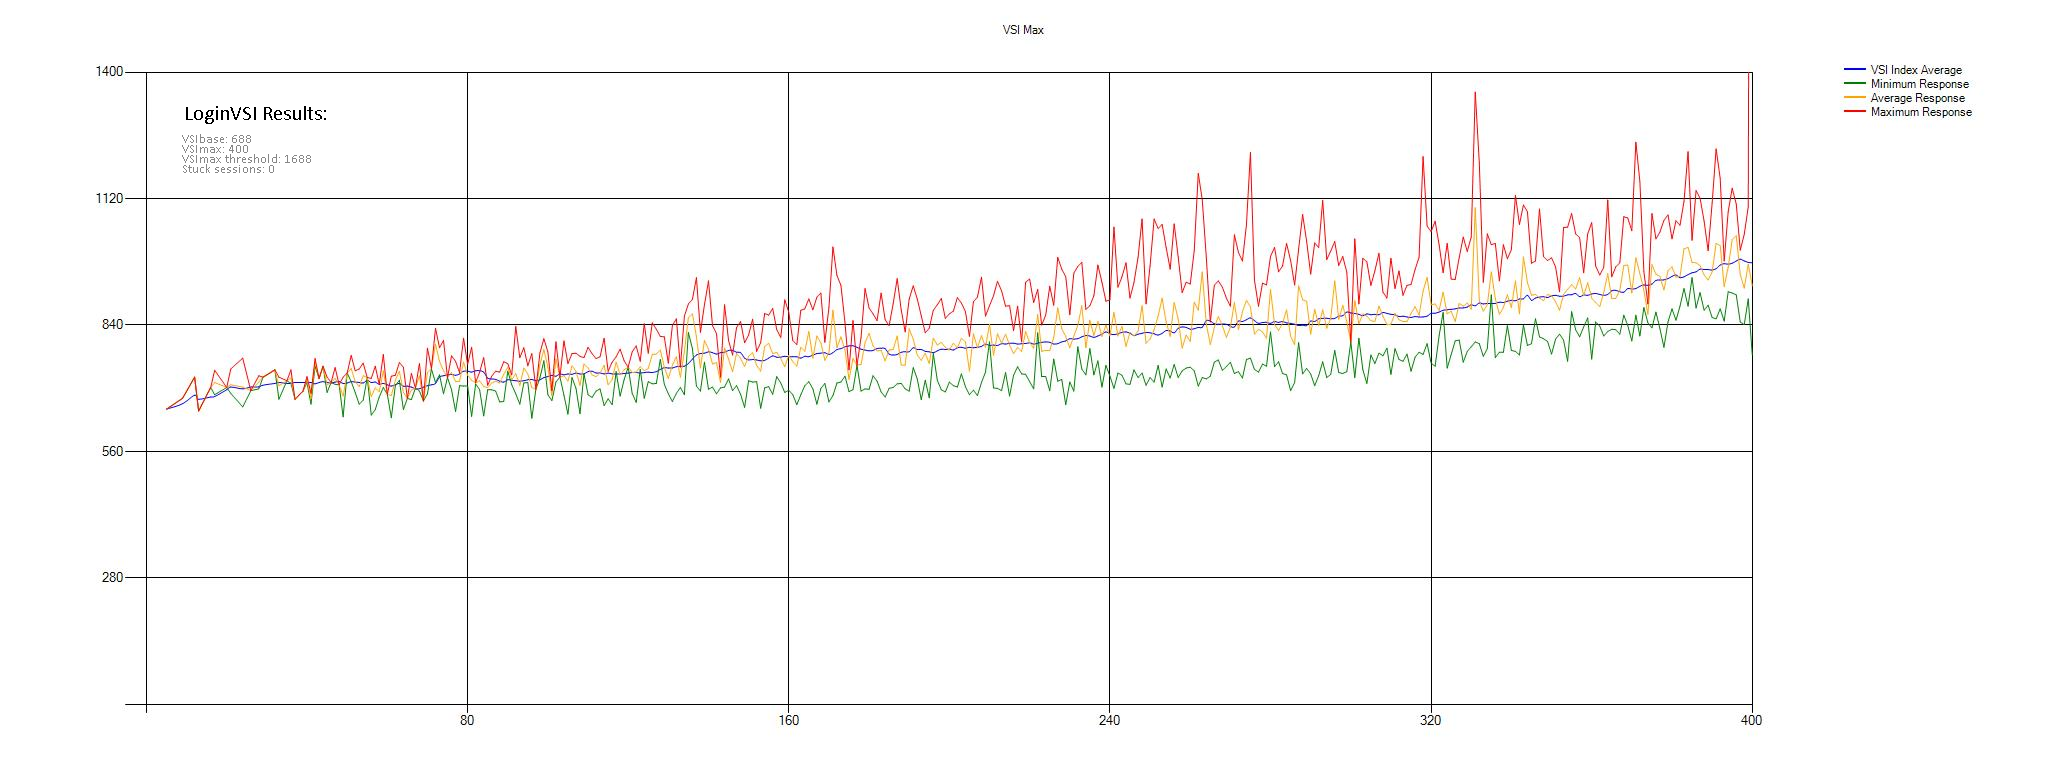 VSI Max
1400
1120
840
560
280
LoginVSI Results:
VSIbase: 688
VSImax: 400
VSImax threshold: 1688
Stuck sessions: 0
VSI Index Average
Minimum Response
Average Response
Maximum Response
80
160
240
320
400